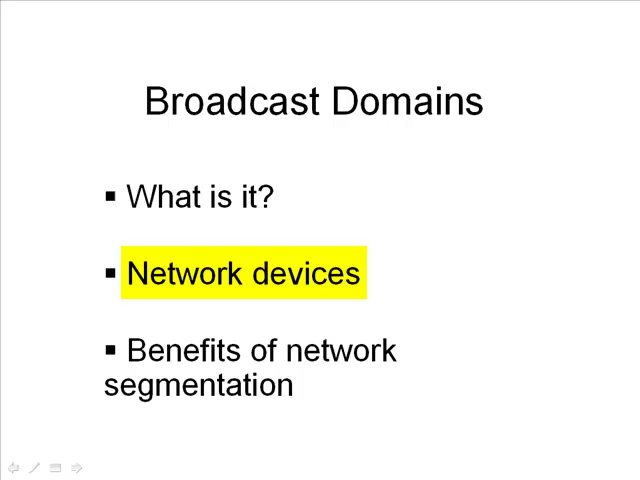 Broadcast Domains
▪ What is it?
▪ Network devices
▪ Benefits of network
segmentation